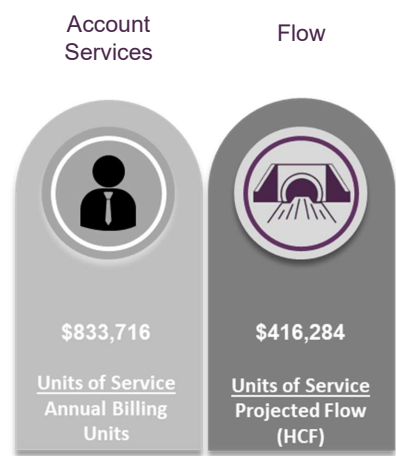 Account
Services
Flow
$833,716
Units of Service
Annual Billing
Units
$416,284
Units of Service
Projected Flow
(HCF)